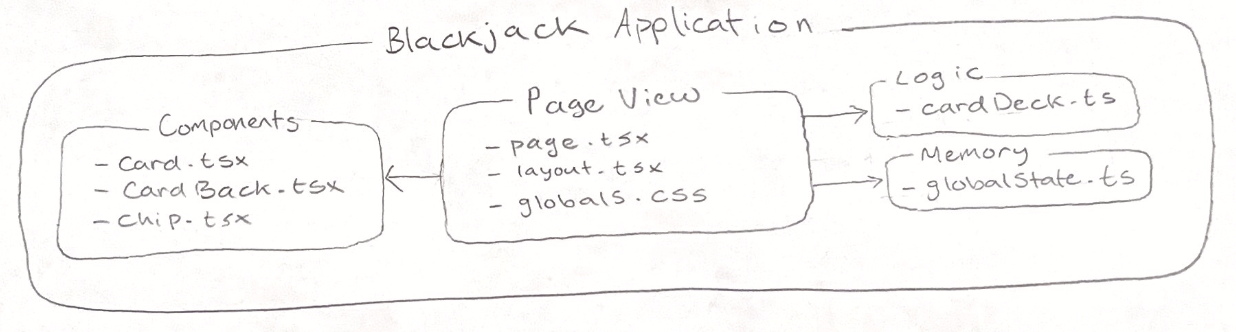 Blackjack Application
Components
- Card.tsx
- CardBack.tsx
- Chip.tsx
Page View
- page.tsx
- layout.tsx
- globals.css
Logic
- cardDeck.ts
Memory
- globalState.ts